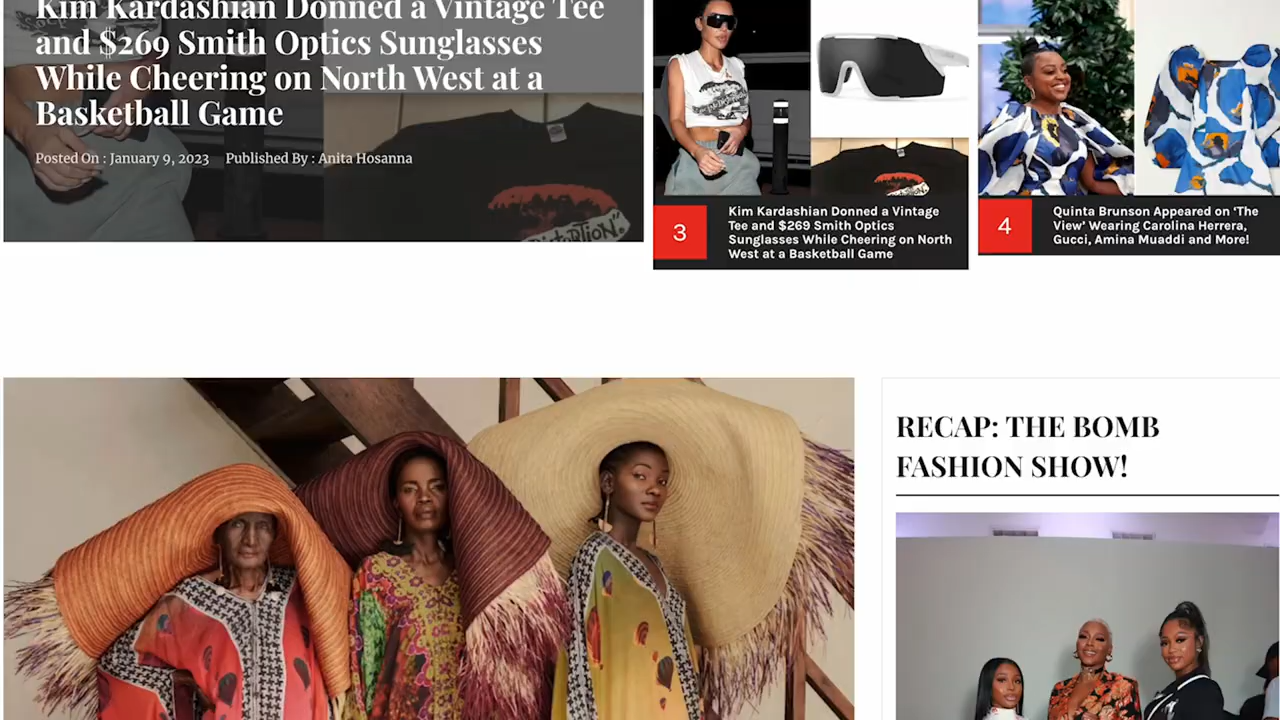 Kim Kardashian Donned a Vintage Tee
and $269 Smith Optics Sunglasses
While Cheering on North West at a
Basketball Game
Posted On : January 9, 2023 Published By : Anita Hosanna
DistorTion.
3
Kim Kardashian Donned a Vintage
Tee and $269 Smith Optics
Sunglasses While Cheering on North
West at a Basketball Game
4
Quinta Brunson Appeared on ‘The
View’ Wearing Carolina Herrera,
Gucci, Amina Muaddi and More!
RECAP: THE BOMB
FASHION SHOW!